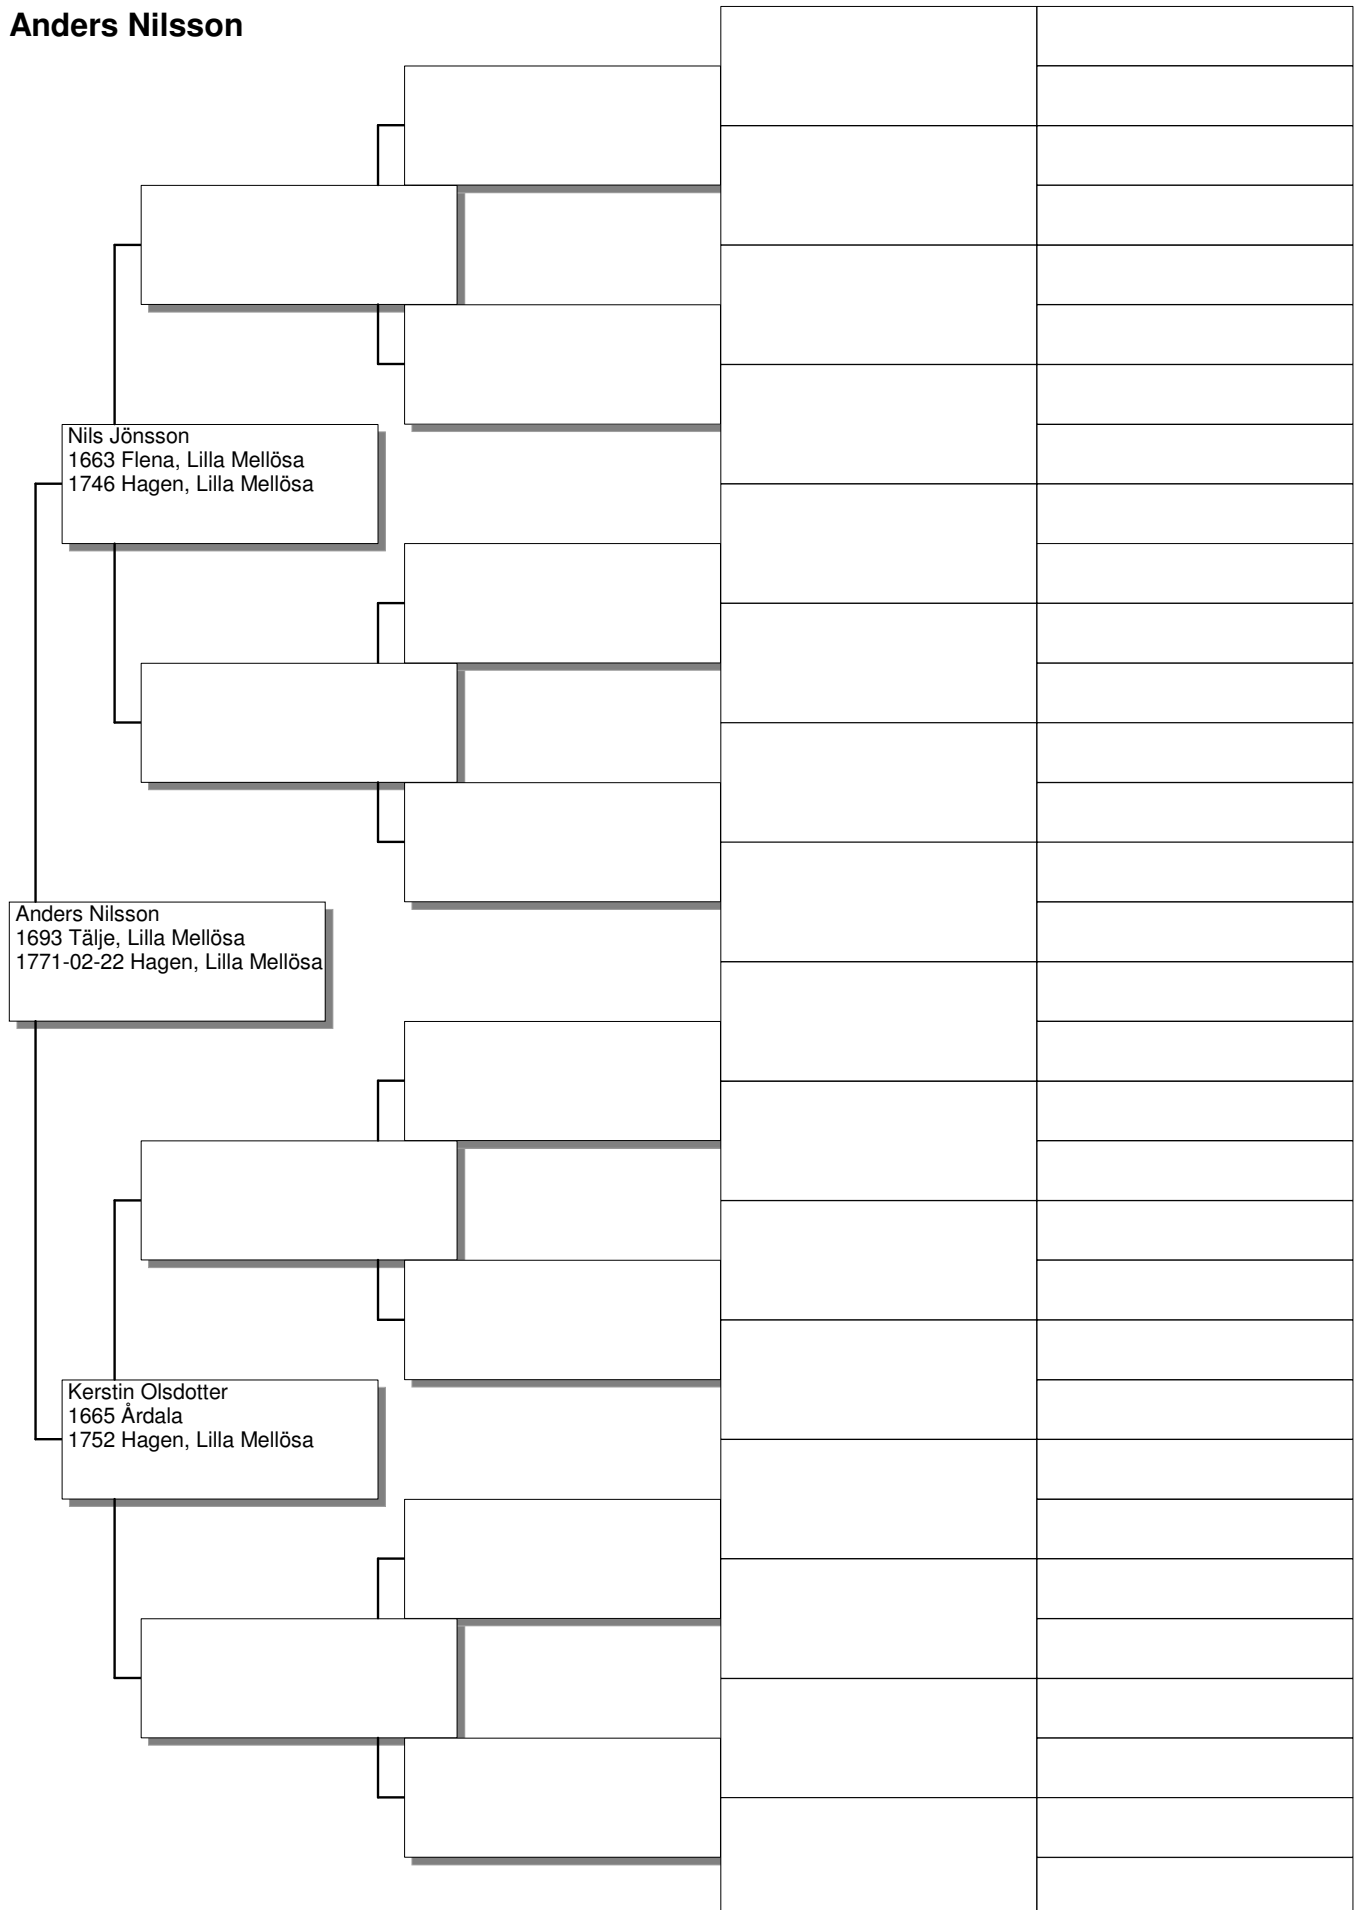 Anders Nilsson
Nils Jönsson
1663 Flena, Lilla Mellösa
1746 Hagen, Lilla Mellösa
Anders Nilsson
1693 Tälje, Lilla Mellösa
1771-02-22 Hagen, Lilla Mellösa
Kerstin Olsdotter
1665 Årdala
1752 Hagen, Lilla Mellösa